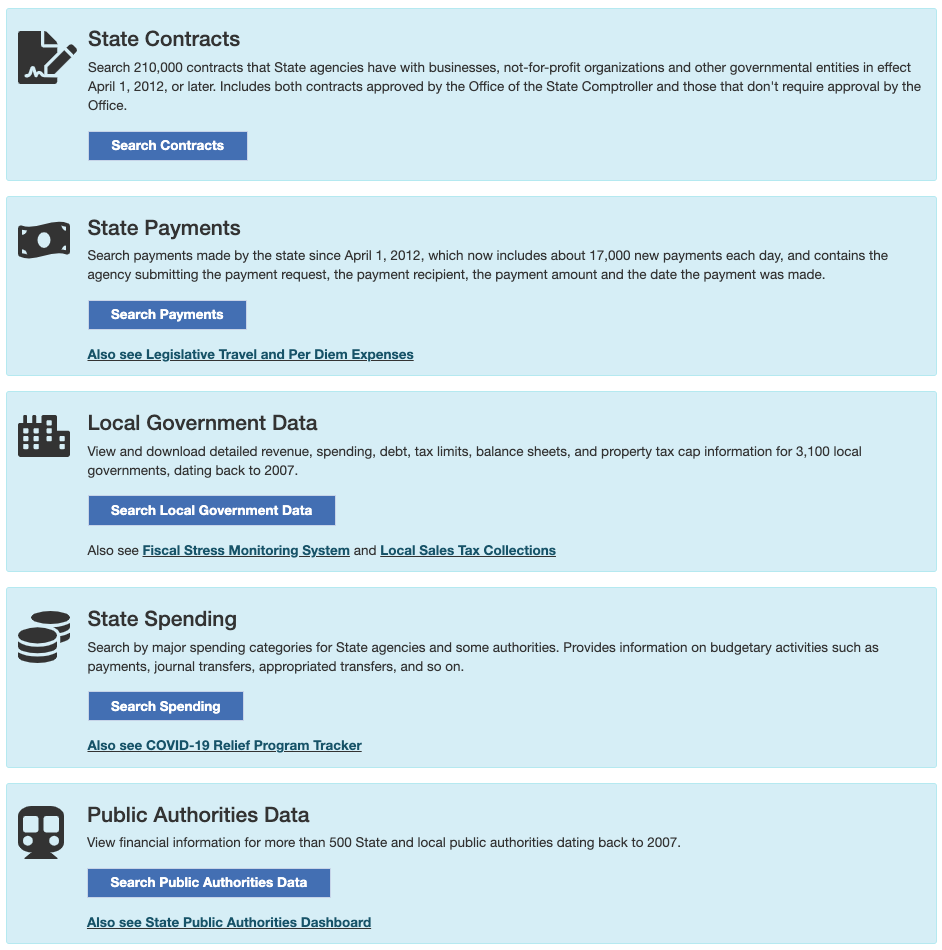 State Contracts
Search 210,000 contracts that State agencies have with businesses, not-for-profit organizations and other governmental entities in effect
April 1, 2012, or later. Includes both contracts approved by the Office of the State Comptroller and those that don't require approval by the
Office.
Search Contracts
State Payments
Search payments made by the state since April 1, 2012, which now includes about 17,000 new payments each day, and contains the
agency submitting the payment request, the payment recipient, the payment amount and the date the payment was made.
Search Payments
Also see Legislative Travel and Per Diem Expenses
Local Government Data
View and download detailed revenue, spending, debt, tax limits, balance sheets, and property tax cap information for 3,100 local
governments, dating back to 2007.
Search Local Government Data
Also see Fiscal Stress Monitoring System and Local Sales Tax Collections
State Spending
Search by major spending categories for State agencies and some authorities. Provides information on budgetary activities such as
payments, journal transfers, appropriated transfers, and so on.
Search Spending
Also see COVID-19 Relief Program Tracker
Public Authorities Data
View financial information for more than 500 State and local public authorities dating back to 2007.
Search Public Authorities Data
Also see State Public Authorities Dashboard